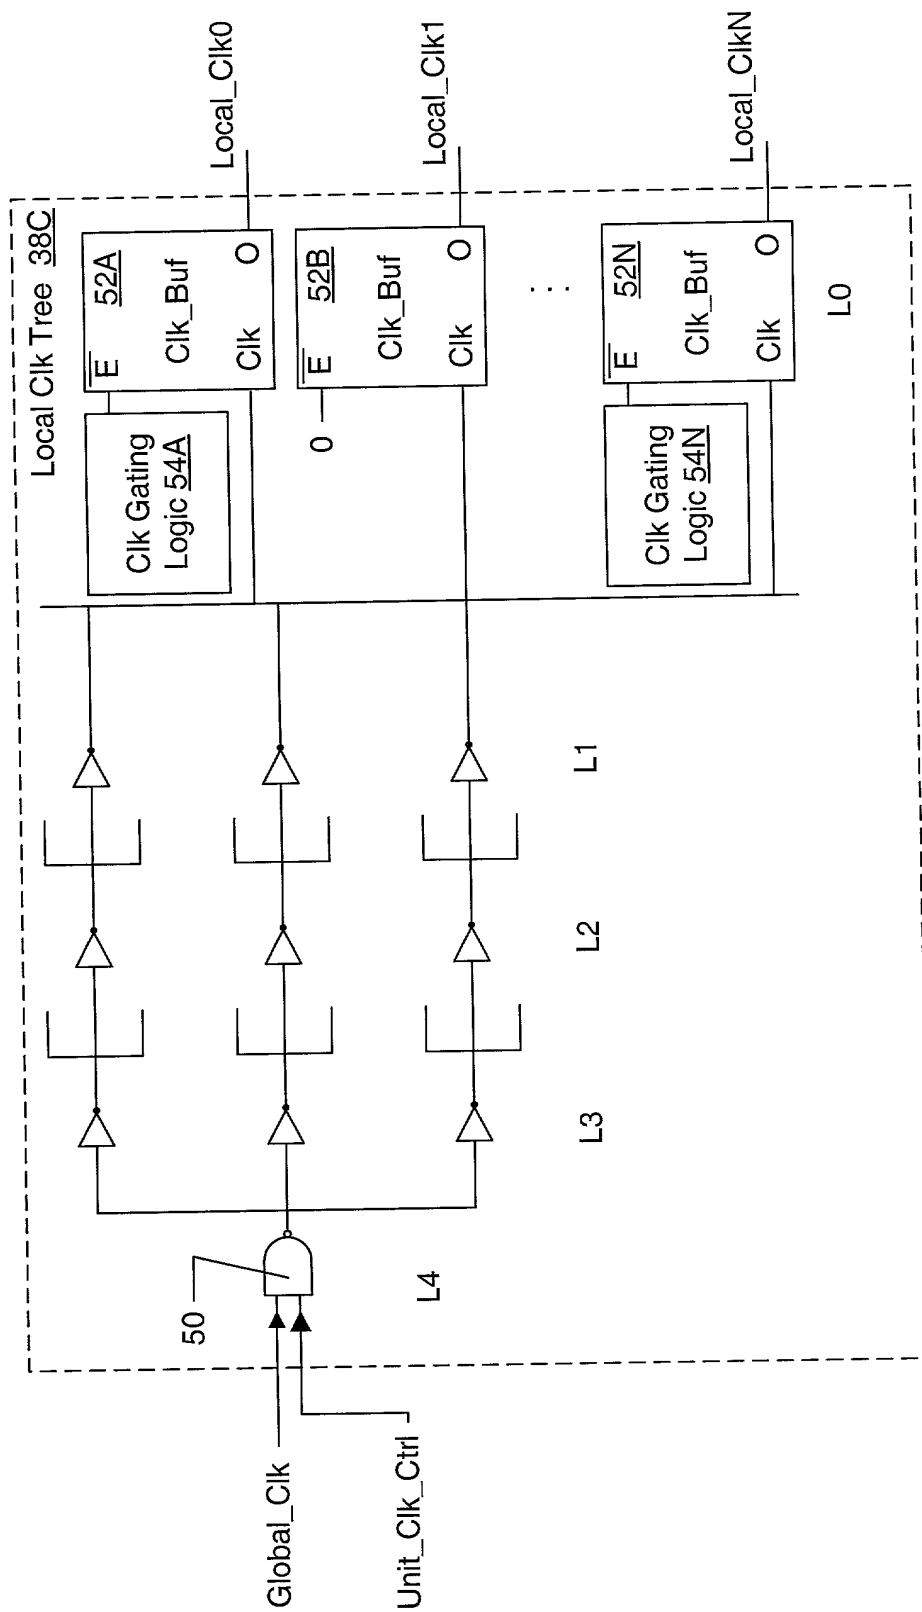 Local Clk Tree 38C
Global_Clk
Unit_Clk_Ctrl
50
L4
L3
L2
L1
L0
Clk Gating
Logic 54A
E 52A
Clk_Buf
Clk O
Local_Clk0
0
E 52B
Clk_Buf
Clk O
Local_Clk1
. . .
Clk Gating
Logic 54N
E 52N
Clk_Buf
Clk O
Local_ClkN